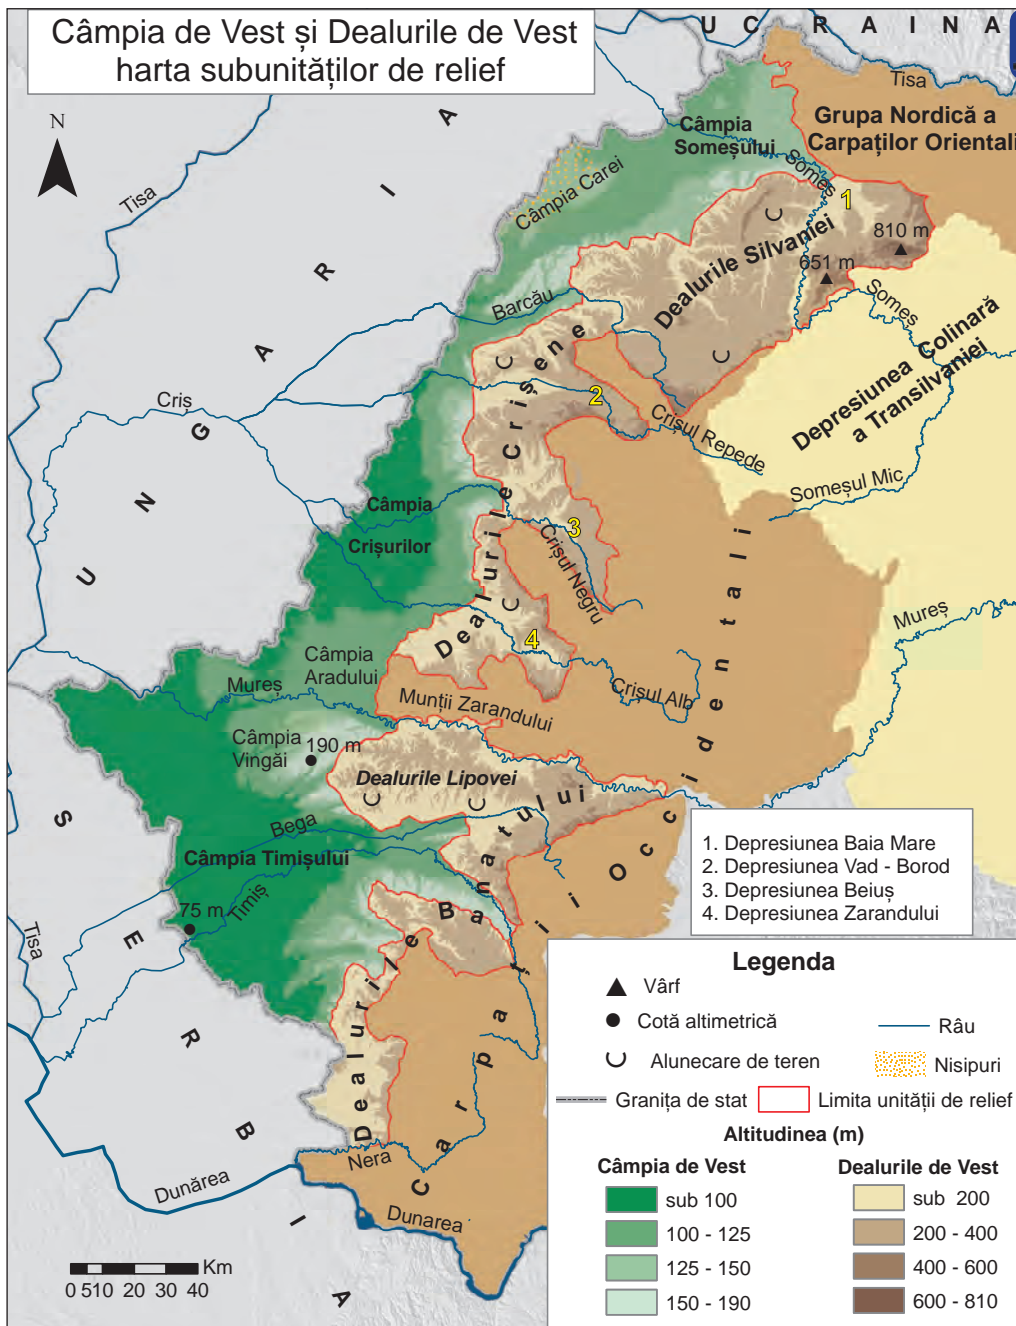 Câmpia de Vest și Dealurile de Vest
harta subunităților de relief
U C R A I N A
N
Tisa
Tisa
Grupa Nordică a
Carpaților Orientali
Câmpia
Someșului
Someș
Câmpia Carei
1
810 m
651 m
Dealurile Silvaniei
Someș
Barcău
Depresiunea Colinară
a Transilvaniei
Criș
2
Crișul Repede
Someșul Mic
Câmpia
Crișurilor
3
Crișul Negru
Dealurile Crișene
U N G A R I A
4
Mureș
Câmpia
Aradului
Mureș
Munții Zarandului
Crișul Alb
Câmpia
Vingăi
190 m
Dealurile Lipovei
Bega
Câmpia Timișului
Timiș
75 m
Tisa
Dealurile Banatului
Carpații Occidentali
S E R B I A
Nera
Dunărea
Dunarea
1. Depresiunea Baia Mare
2. Depresiunea Vad - Borod
3. Depresiunea Beiuș
4. Depresiunea Zarandului
Legenda
Vârf
Cotă altimetrică
Râu
Alunecare de teren
Nisipuri
Granița de stat
Limita unității de relief
Altitudinea (m)
Câmpia de Vest
sub 100
100 - 125
125 - 150
150 - 190
Dealurile de Vest
sub 200
200 - 400
400 - 600
600 - 810
Km
0 5 10 20 30 40